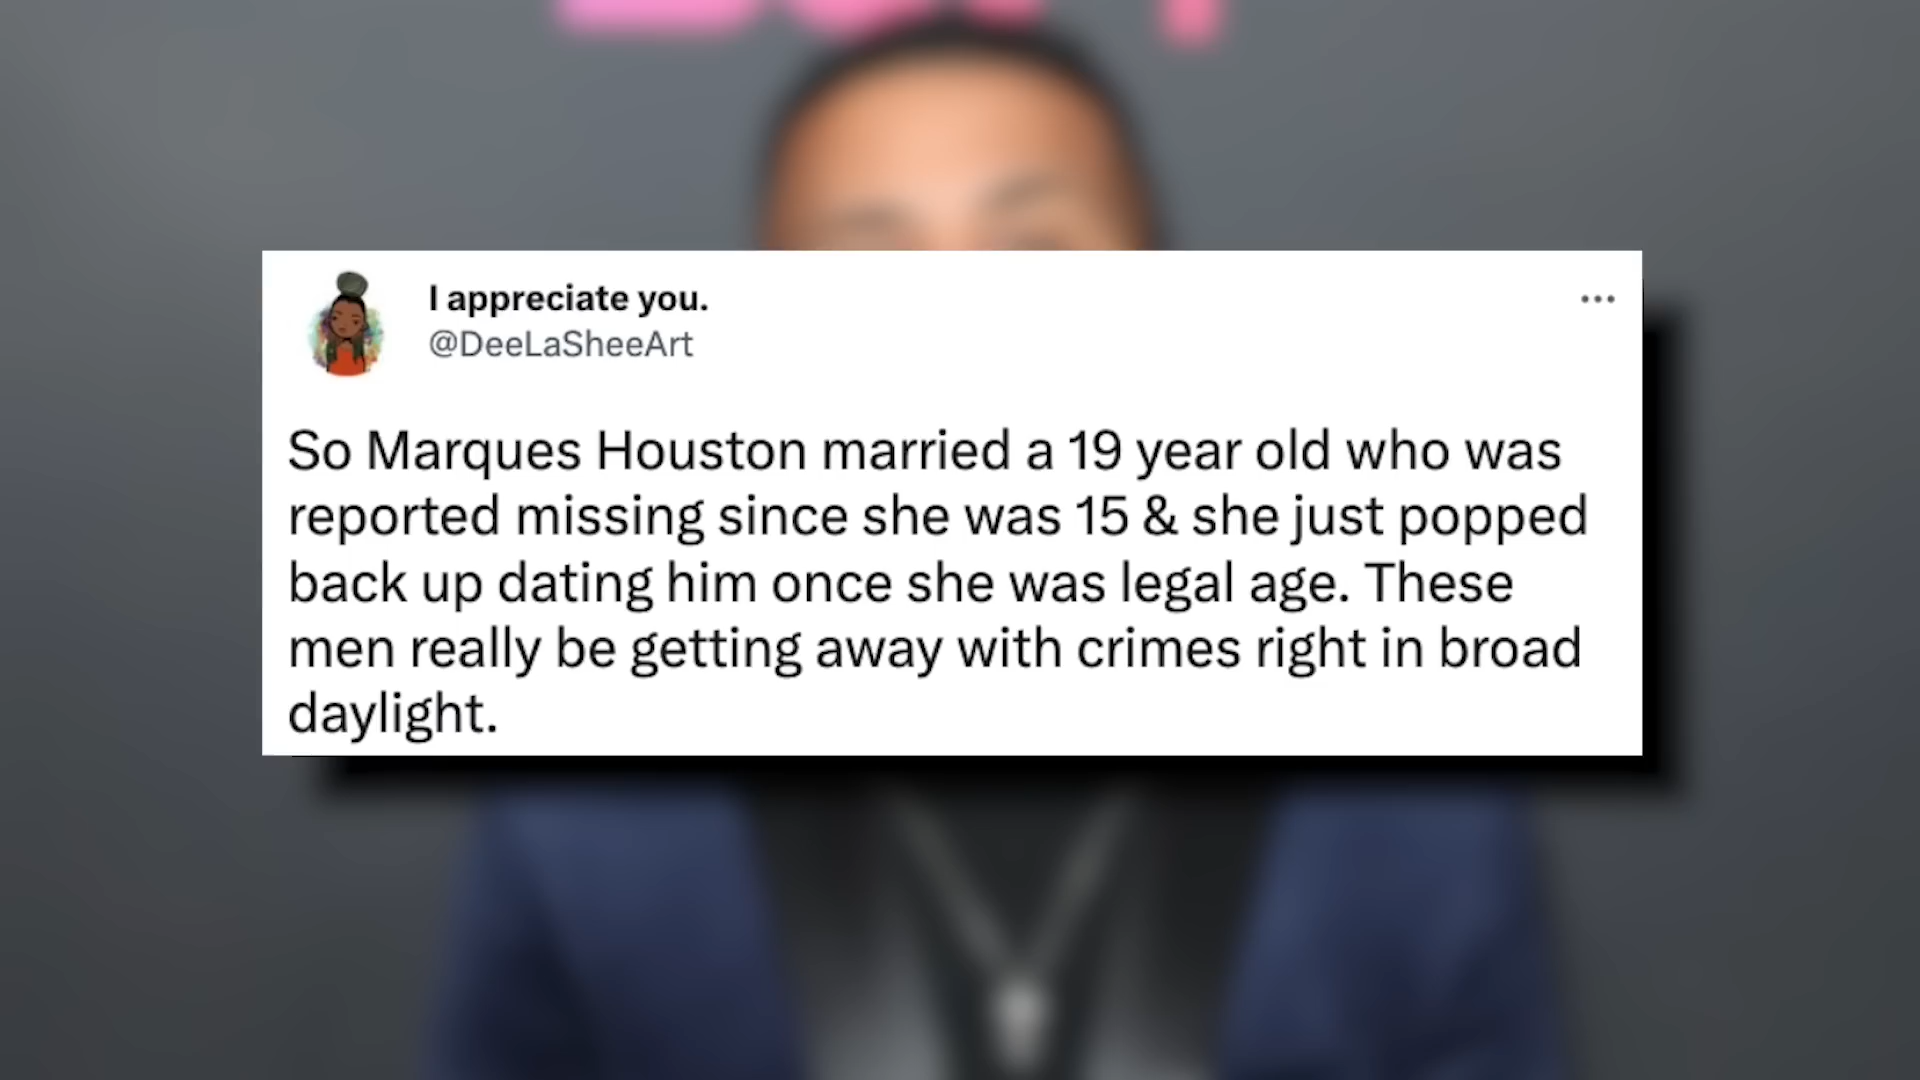 I appreciate you.
@DeeLaSheeArt
So Marques Houston married a 19 year old who was
reported missing since she was 15 & she just popped
back up dating him once she was legal age. These
men really be getting away with crimes right in broad
daylight.